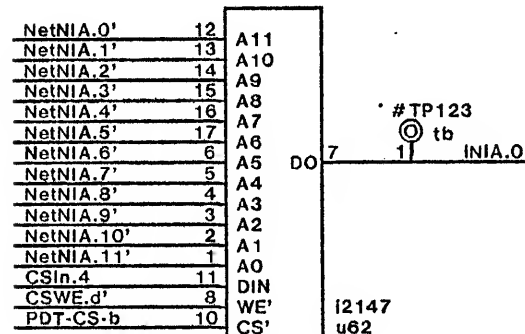 NetNIA.0' 12 A11
NetNIA.1' 13 A10
NetNIA.2' 14 A9
NetNIA.3' 15 A8
NetNIA.4' 16 A7
NetNIA.5' 17 A6
NetNIA.6' 6 A5
NetNIA.7' 5 A4
NetNIA.8' 4 A3
NetNIA.9' 3 A2
NetNIA.10' 2 A1
NetNIA.11' 1 A0
CSIn.4 11 DIN
CSWE.d' 8 WE'
PDT-CS-b 10 CS'
#TP123
tb
DO 7 1 INIA.0
i2147
u62